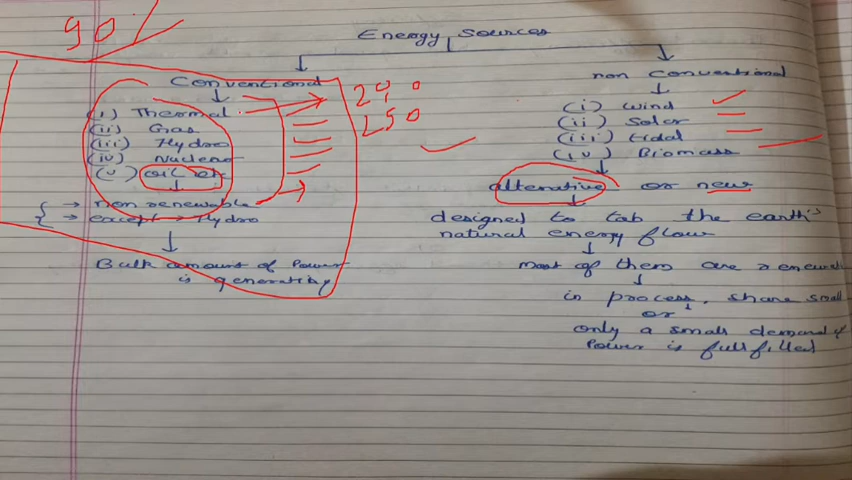 90%
Energy Sources
Conventional
(i) Thermal
(ii) Gas
(iii) Hydro
(iv) Nuclear
(v) oil etc
→ non renewable
→ except → Hydro
Bulk amount of Power
is generating
250
non Conventional
(i) Wind
(ii) Solar
(iii) tidal
(iv) Biomass
alternative or new
designed to tab the earth's
natural energy flow
most of them are renew
in process, share small
or
only a small demand of
Power is fullfilled